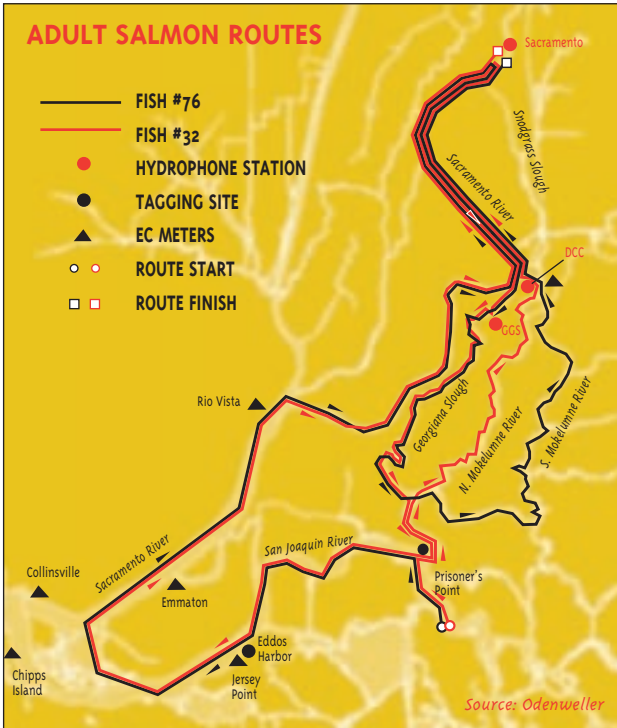 ADULT SALMON ROUTES
FISH #76
FISH #32
HYDROPHONE STATION
TAGGING SITE
EC METERS
ROUTE START
ROUTE FINISH
Sacramento
Snodgrass Slough
Sacramento River
DCC
GGS
Rio Vista
Georgiana Slough
N. Mokelumne River
S. Mokelumne River
San Joaquin River
Sacramento River
Collinsville
Emmaton
Prisoner's
Point
Eddos
Harbor
Jersey
Point
Chipps
Island
Source: Odenweller